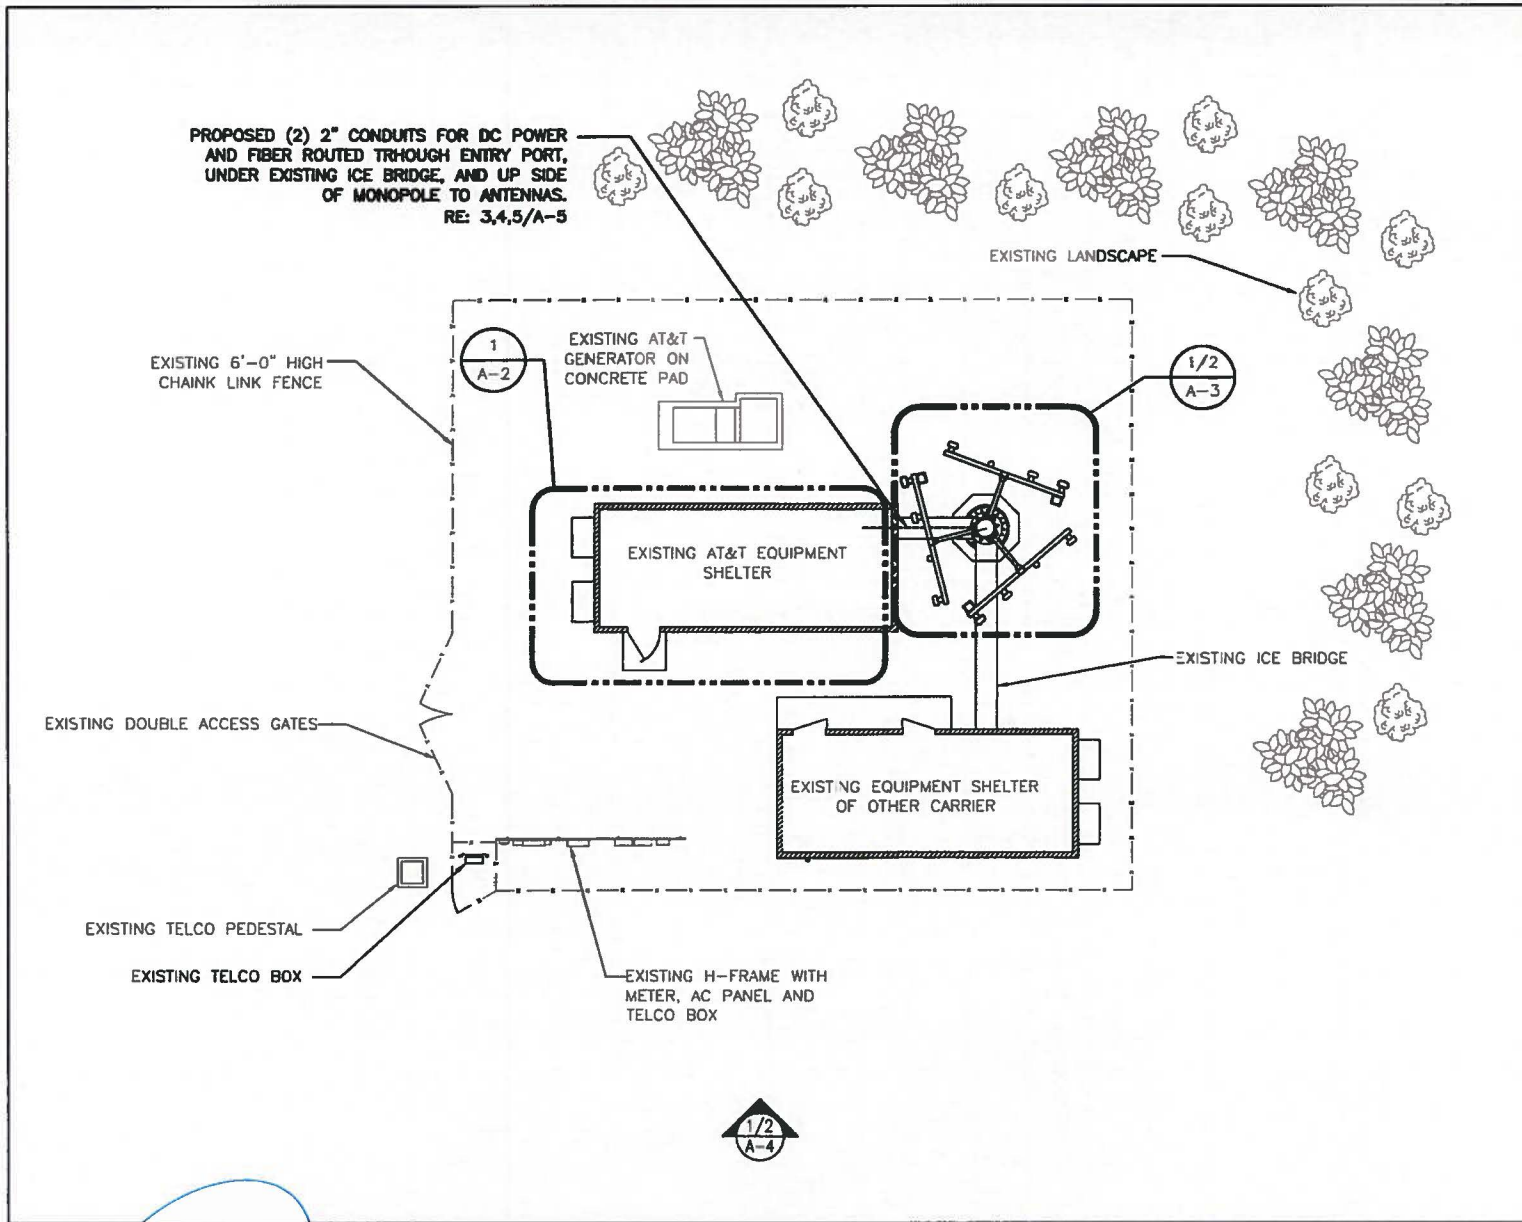 PROPOSED (2) 2" CONDUITS FOR DC POWER
AND FIBER ROUTED TRHOUGH ENTRY PORT,
UNDER EXISTING ICE BRIDGE, AND UP SIDE
OF MONOPOLE TO ANTENNAS.
RE: 3,4,5/A-5
EXISTING LANDSCAPE
EXISTING 6'-0" HIGH
CHAINK LINK FENCE
1
A-2
EXISTING AT&T
GENERATOR ON
CONCRETE PAD
1/2
A-3
EXISTING AT&T EQUIPMENT
SHELTER
EXISTING ICE BRIDGE
EXISTING DOUBLE ACCESS GATES
EXISTING EQUIPMENT SHELTER
OF OTHER CARRIER
EXISTING TELCO PEDESTAL
EXISTING TELCO BOX
EXISTING H-FRAME WITH
METER, AC PANEL AND
TELCO BOX
1/2
A-4